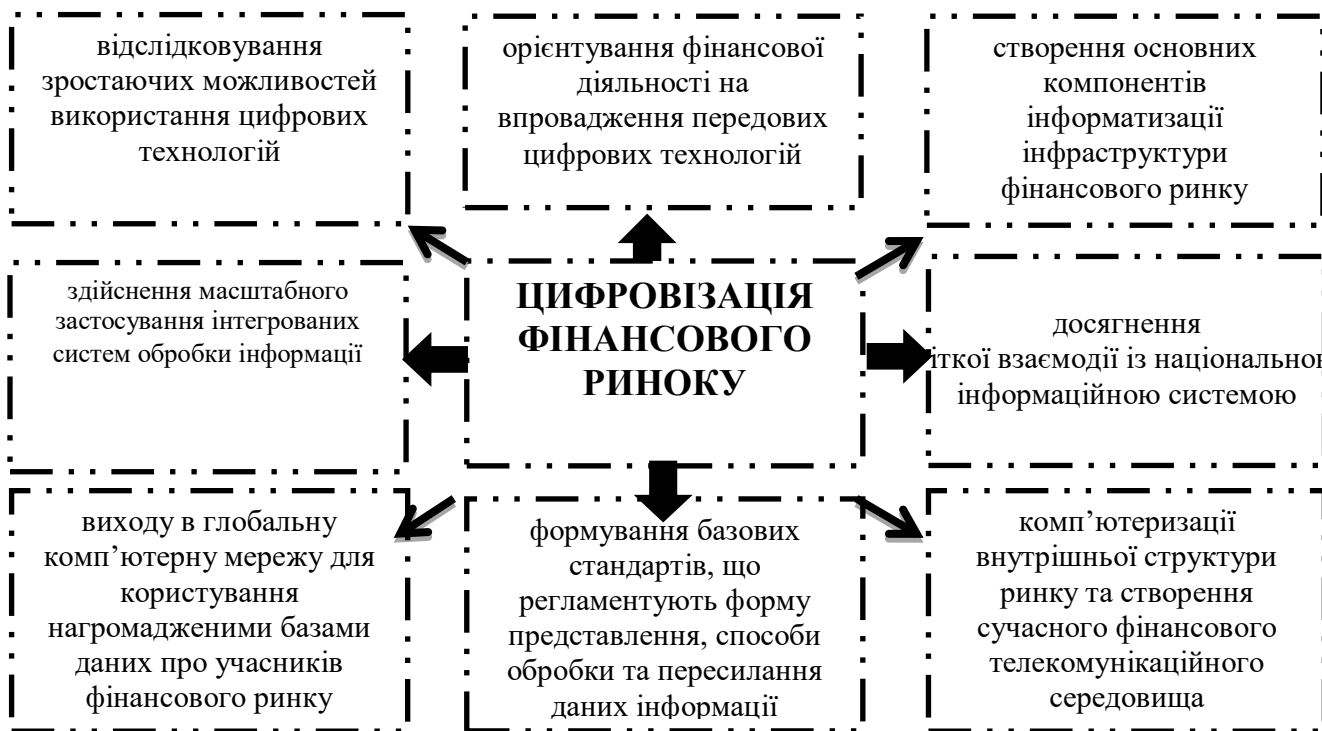 відслідковування
зростаючих можливостей
використання цифрових
технологій
орієнтування фінансової
діяльності на
впровадження передових
цифрових технологій
створення основних
компонентів
інформатизації
інфраструктури
фінансового ринку
здійснення масштабного
застосування інтегрованих
систем обробки інформації
ЦИФРОВІЗАЦІЯ
ФІНАНСОВОГО
РИНОКУ
досягнення
взаємодії із
інформаційною системою
виходу в глобальну
комп’ютерну мережу для
користування
нагромадженими базами
даних про учасників
фінансового ринку
формування базових
стандартів, що
регламентують форму
представлення, способи
обробки та пересилання
даних інформації
комп’ютеризації
внутрішньої структури
ринку та створення
сучасного фінансового
телекомунікаційного
середовища